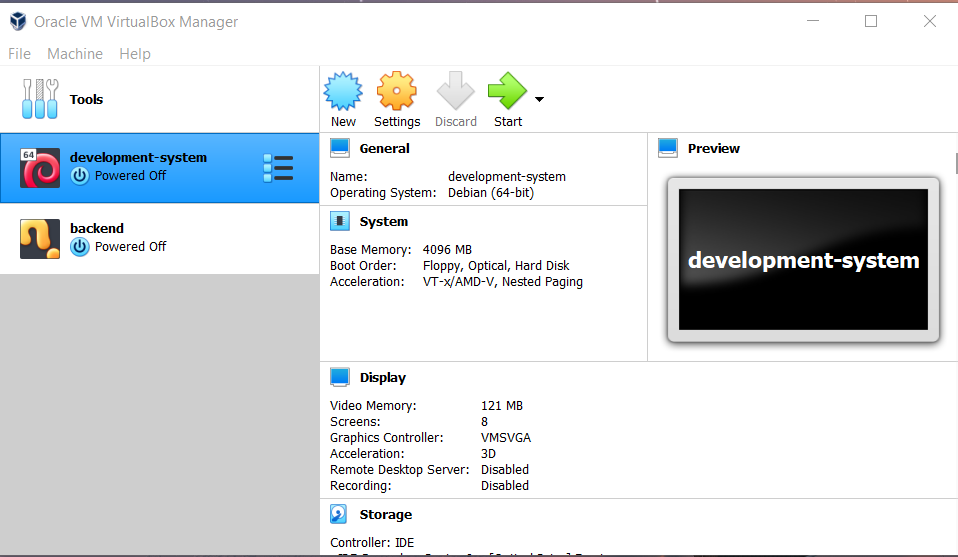 Oracle VM VirtualBox Manager
File Machine Help
Tools
New Settings Discard Start
64
development-system
Powered Off
backend
Powered Off
General
Name: development-system
Operating System: Debian (64-bit)
System
Base Memory: 4096 MB
Boot Order: Floppy, Optical, Hard Disk
Acceleration: VT-x/AMD-V, Nested Paging
Preview
development-system
Display
Video Memory: 121 MB
Screens: 8
Graphics Controller: VMSVGA
Acceleration: 3D
Remote Desktop Server: Disabled
Recording: Disabled
Storage
Controller: IDE